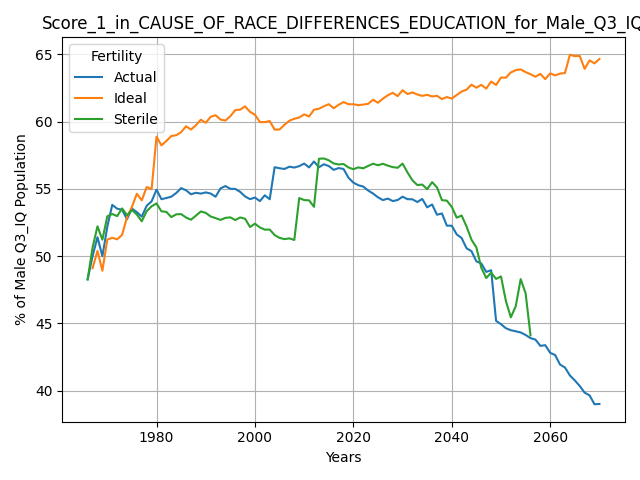 Score_1_in_CAUSE_OF_RACE_DIFFERENCES_EDUCATION_for_Male_Q3_IQ
Fertility
Actual
Ideal
Sterile
% of Male Q3_IQ Population
65
60
55
50
45
40
1980
2000
2020
2040
2060
Years